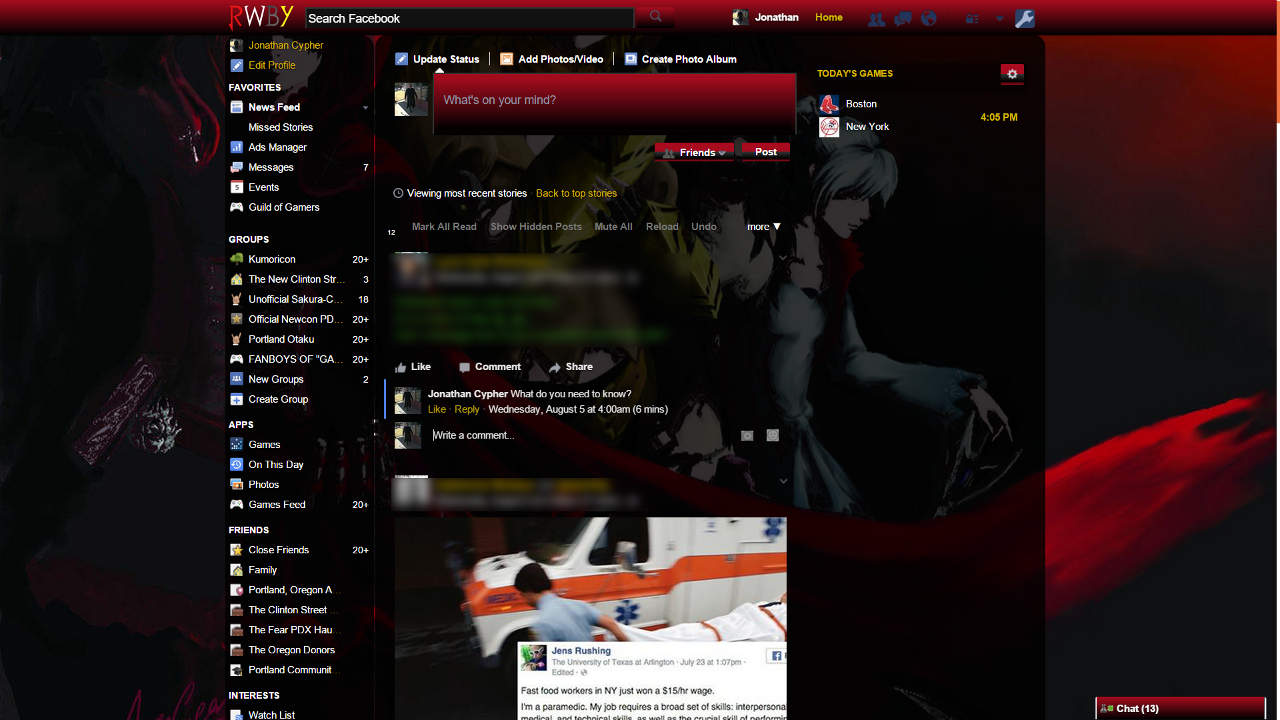 RWBY
Search Facebook
Jonathan
Home
Jonathan Cypher
Edit Profile
FAVORITES
News Feed
Missed Stories
Ads Manager
Messages 7
Events
Guild of Gamers
GROUPS
Kumoricon 20+
The New Clinton Str... 3
Unofficial Sakura-C... 18
Official Newcon PD... 20+
Portland Otaku 20+
FANBOYS OF "GA... 20+
New Groups 2
Create Group
APPS
Games
On This Day
Photos
Games Feed 20+
FRIENDS
Close Friends 20+
Family
Portland, Oregon A...
The Clinton Street ...
The Fear PDX Hau...
The Oregon Donors
Portland Communit...
INTERESTS
Watch List
Update Status
Add Photos/Video
Create Photo Album
What's on your mind?
Friends
Post
Viewing most recent stories Back to top stories
12
Mark All Read Show Hidden Posts Mute All Reload Undo more ▼
Like Comment Share
Jonathan Cypher What do you need to know?
Like · Reply · Wednesday, August 5 at 4:00am (6 mins)
Write a comment...
Jens Rushing
The University of Texas at Arlington · July 23 at 1:07pm ·
Edited ·
Fast food workers in NY just won a $15/hr wage.
I'm a paramedic. My job requires a broad set of skills: interpersonal
medical, and technical skills, as well as the crucial skill of performing
TODAY'S GAMES
Boston
New York
4:05 PM
Chat (13)